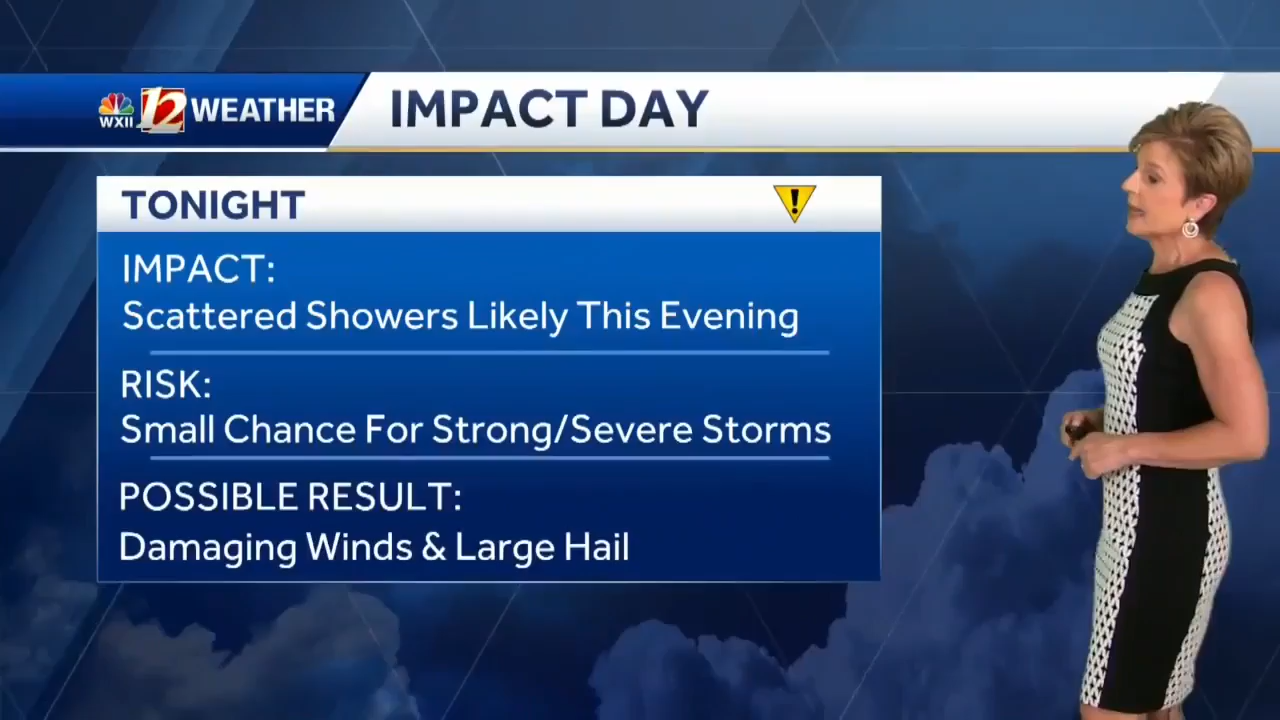 WXII 12 WEATHER
IMPACT DAY
TONIGHT
!
IMPACT:
Scattered Showers Likely This Evening
RISK:
Small Chance For Strong/Severe Storms
POSSIBLE RESULT:
Damaging Winds & Large Hail